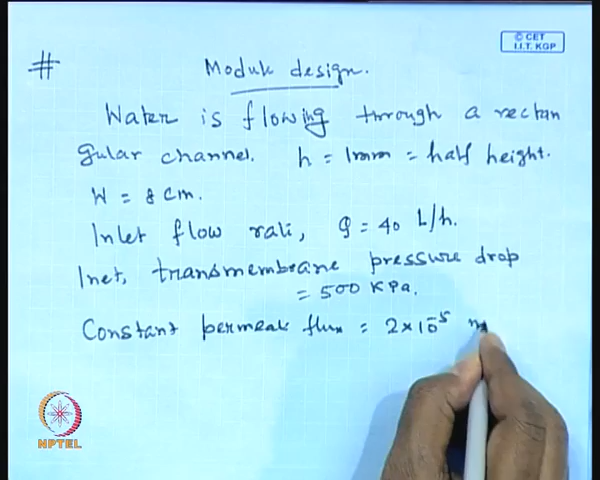 © CET
I.I.T. KGP
# Module design.
Water is flowing through a rectan
gular channel. h = 1mm = half height.
W = 8 cm.
Inlet flow rate, Q = 40 L/h.
Inet, transmembrane pressure drop
= 500 KPa.
Constant permeate flux = 2×10⁻⁵ m
NPTEL